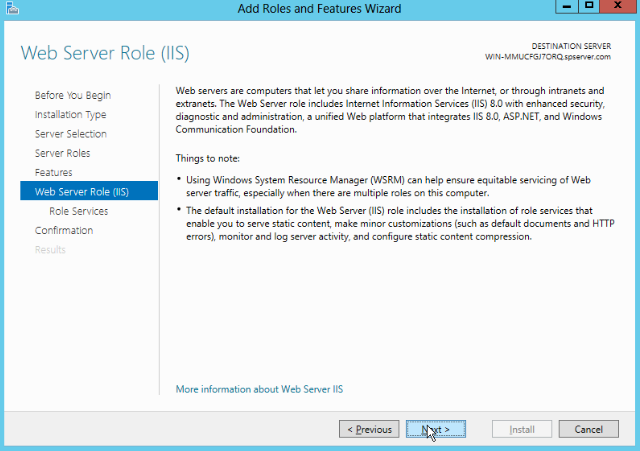 Add Roles and Features Wizard
Web Server Role (IIS)
DESTINATION SERVER
WIN-MMUCFGJ7ORQ.spserver.com
Before You Begin
Installation Type
Server Selection
Server Roles
Features
Web Server Role (IIS)
Role Services
Confirmation
Results
Web servers are computers that let you share information over the Internet, or through intranets and
extranets. The Web Server role includes Internet Information Services (IIS) 8.0 with enhanced security,
diagnostic and administration, a unified Web platform that integrates IIS 8.0, ASP.NET, and Windows
Communication Foundation.
Things to note:
• Using Windows System Resource Manager (WSRM) can help ensure equitable servicing of Web
server traffic, especially when there are multiple roles on this computer.
• The default installation for the Web Server (IIS) role includes the installation of role services that
enable you to serve static content, make minor customizations (such as default documents and HTTP
errors), monitor and log server activity, and configure static content compression.
More information about Web Server IIS
< Previous
Next >
Install
Cancel